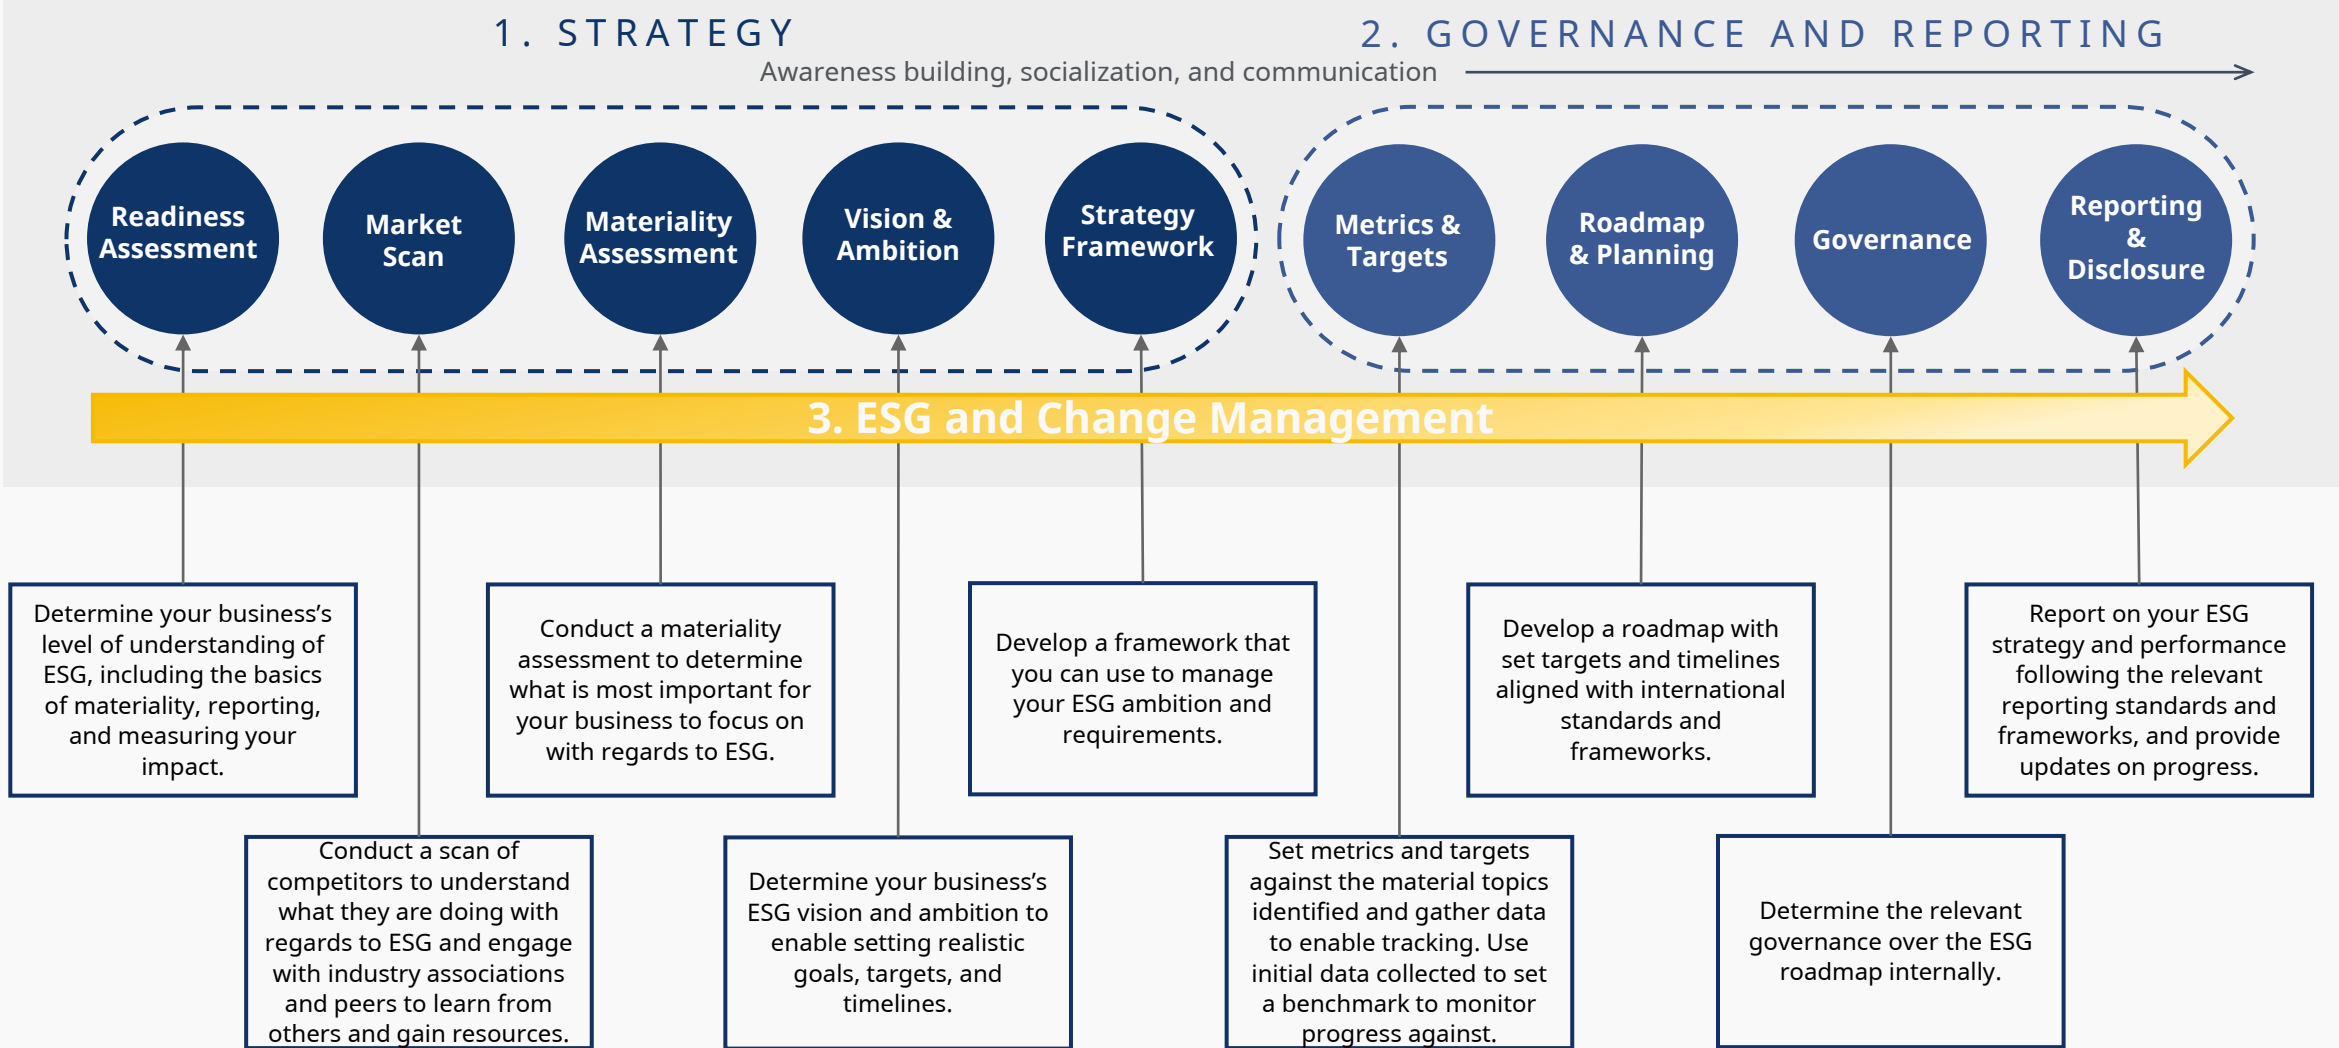 1. STRATEGY
2. GOVERNANCE AND REPORTING
Awareness building, socialization, and communication
Readiness
Assessment
Market
Scan
Materiality
Assessment
Vision &
Ambition
Strategy
Framework
Metrics &
Targets
Roadmap
& Planning
Governance
Reporting
&
Disclosure
3. ESG and Change Management
Determine your business’s
level of understanding of
ESG, including the basics
of materiality, reporting,
and measuring your
impact.
Conduct a materiality
assessment to determine
what is most important for
your business to focus on
with regards to ESG.
Develop a framework that
you can use to manage
your ESG ambition and
requirements.
Develop a roadmap with
set targets and timelines
aligned with international
standards and
frameworks.
Report on your ESG
strategy and performance
following the relevant
reporting standards and
frameworks, and provide
updates on progress.
Conduct a scan of
competitors to understand
what they are doing with
regards to ESG and engage
with industry associations
and peers to learn from
others and gain resources.
Determine your business’s
ESG vision and ambition to
enable setting realistic
goals, targets, and
timelines.
Set metrics and targets
against the material topics
identified and gather data
to enable tracking. Use
initial data collected to set
a benchmark to monitor
progress against.
Determine the relevant
governance over the ESG
roadmap internally.